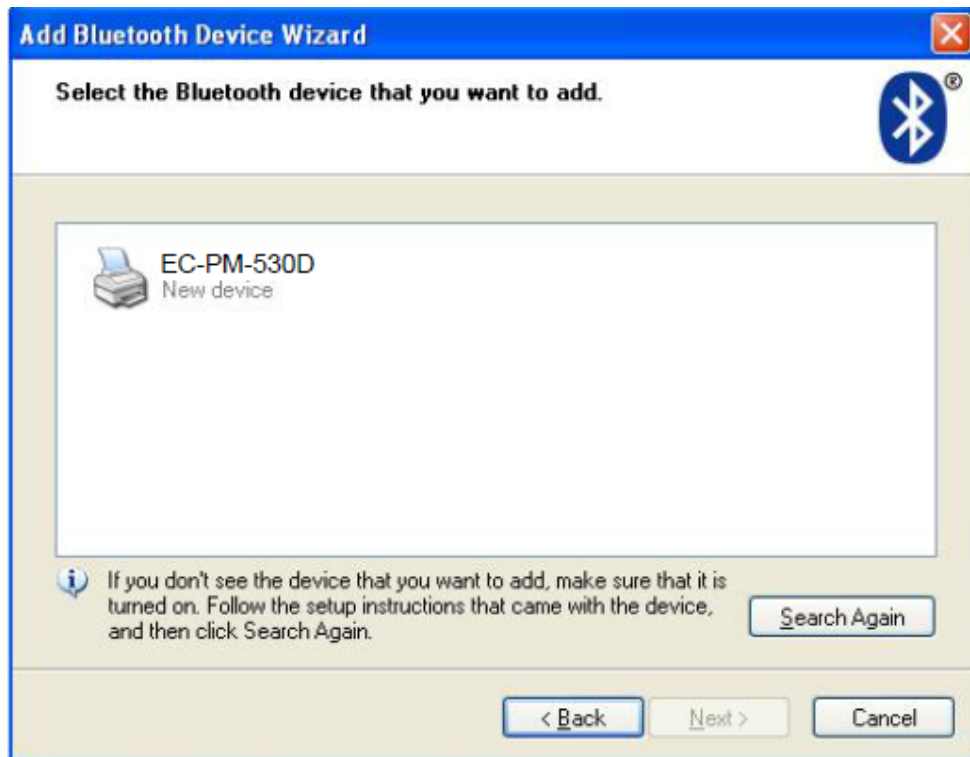 Add Bluetooth Device Wizard
Select the Bluetooth device that you want to add.
®
EC-PM-530D
New device
If you don't see the device that you want to add, make sure that it is
turned on. Follow the setup instructions that came with the device,
and then click Search Again.
Search Again
< Back
Next >
Cancel